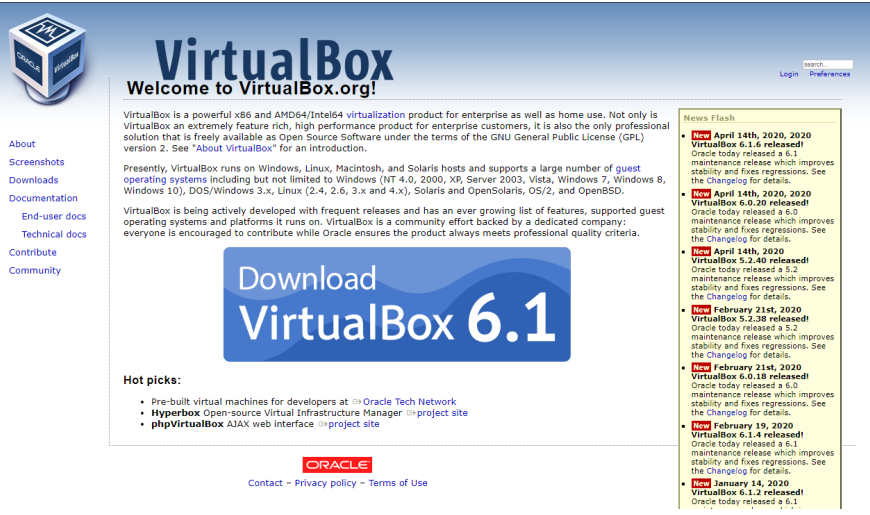 ORACLE
VirtualBox
VirtualBox
search...
Login Preferences
Welcome to VirtualBox.org!
About
Screenshots
Downloads
Documentation
End-user docs
Technical docs
Contribute
Community
VirtualBox is a powerful x86 and AMD64/Intel64 virtualization product for enterprise as well as home use. Not only is
VirtualBox an extremely feature rich, high performance product for enterprise customers, it is also the only professional
solution that is freely available as Open Source Software under the terms of the GNU General Public License (GPL)
version 2. See "About VirtualBox" for an introduction.
Presently, VirtualBox runs on Windows, Linux, Macintosh, and Solaris hosts and supports a large number of guest
operating systems including but not limited to Windows (NT 4.0, 2000, XP, Server 2003, Vista, Windows 7, Windows 8,
Windows 10), DOS/Windows 3.x, Linux (2.4, 2.6, 3.x and 4.x), Solaris and OpenSolaris, OS/2, and OpenBSD.
VirtualBox is being actively developed with frequent releases and has an ever growing list of features, supported guest
operating systems and platforms it runs on. VirtualBox is a community effort backed by a dedicated company:
everyone is encouraged to contribute while Oracle ensures the product always meets professional quality criteria.
Download
VirtualBox 6.1
Hot picks:
• Pre-built virtual machines for developers at Oracle Tech Network
• Hyperbox Open-source Virtual Infrastructure Manager project site
• phpVirtualBox AJAX web interface project site
News Flash
• New April 14th, 2020, 2020
VirtualBox 6.1.6 released!
Oracle today released a 6.1
maintenance release which improves
stability and fixes regressions. See
the Changelog for details.
• New April 14th, 2020, 2020
VirtualBox 6.0.20 released!
Oracle today released a 6.0
maintenance release which improves
stability and fixes regressions. See
the Changelog for details.
• New April 14th, 2020
VirtualBox 5.2.40 released!
Oracle today released a 5.2
maintenance release which improves
stability and fixes regressions. See
the Changelog for details.
• New February 21st, 2020
VirtualBox 5.2.38 released!
Oracle today released a 5.2
maintenance release which improves
stability and fixes regressions. See
the Changelog for details.
• New February 21st, 2020
VirtualBox 6.0.18 released!
Oracle today released a 6.0
maintenance release which improves
stability and fixes regressions. See
the Changelog for details.
• New February 19, 2020
VirtualBox 6.1.4 released!
Oracle today released a 6.1
maintenance release which improves
stability and fixes regressions. See
the Changelog for details.
• New January 14, 2020
VirtualBox 6.1.2 released!
Oracle today released a 6.1
ORACLE
Contact – Privacy policy – Terms of Use